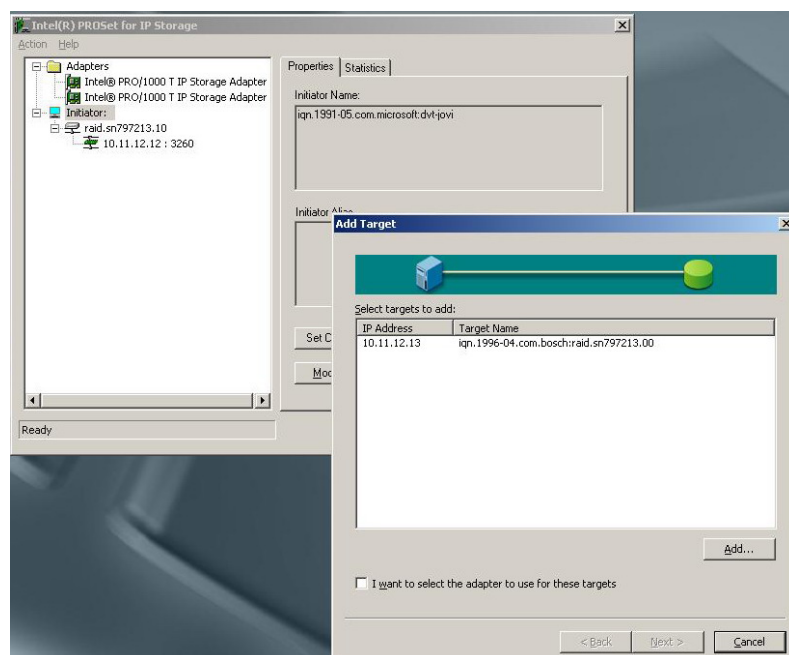 Intel(R) PROSet for IP Storage
Action Help
Adapters
Intel® PRO/1000 T IP Storage Adapter
Intel® PRO/1000 T IP Storage Adapter
Initiator:
raid.sn797213.10
10.11.12.12 : 3260
Ready
Properties Statistics
Initiator Name:
iqn.1991-05.com.microsoft:dvt-jovi
Initiator Alias
Set C
Mod
Add Target
Select targets to add:
IP Address Target Name
10.11.12.13 iqn.1996-04.com.bosch:raid.sn797213.00
Add...
I want to select the adapter to use for these targets
< Back Next > Cancel